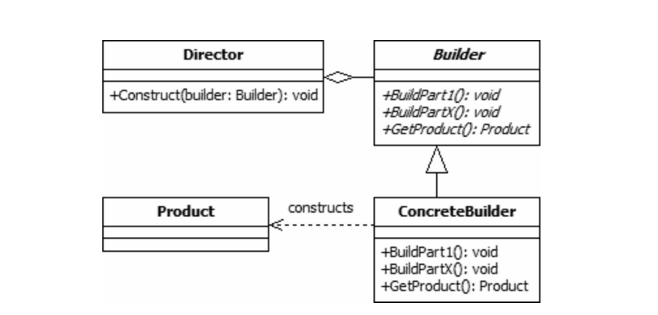 Director
+Construct(builder: Builder): void
Builder
+BuildPart1(): void
+BuildPartX(): void
+GetProduct(): Product
Product
constructs
ConcreteBuilder
+BuildPart1(): void
+BuildPartX(): void
+GetProduct(): Product